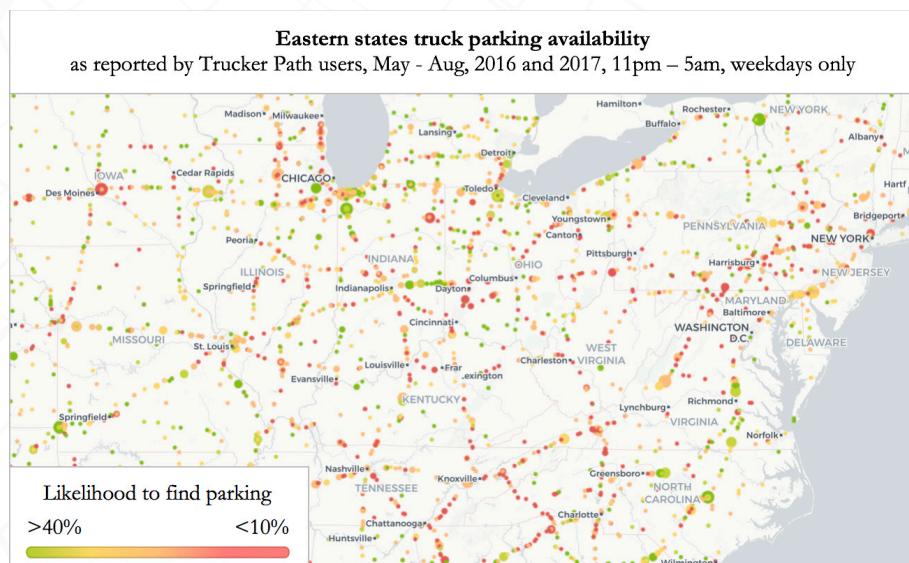 Eastern states truck parking availability
as reported by Trucker Path users, May - Aug, 2016 and 2017, 11pm – 5am, weekdays only
Hamilton
Rochester
NEW YORK
Madison
Milwaukee
Buffalo
Lansing
Albany
Detroit
IOWA
Cedar Rapids
CHICAGO
Des Moines
Toledo
Cleveland
Hartf
Youngstown
Bridgeport
PENNSYLVANIA
Peoria
Canton
NEW YORK
Pittsburgh
INDIANA
OHIO
Harrisburg
ILLINOIS
NEW JERSEY
Springfield
Indianapolis
Dayton
Columbus
MARYLAND
Baltimore
Cincinnati
WASHINGTON
D.C.
MISSOURI
St. Louis
DELAWARE
WEST
VIRGINIA
Louisville
Frar
Charleston
Evansville
Lexington
KENTUCKY
Lynchburg
Richmond
Springfield
VIRGINIA
Norfolk
Nashville
Knoxville
Greensboro
TENNESSEE
NORTH
CAROLINA
Charlotte
Chattanooga
Huntsville
Wilmington
Likelihood to find parking
>40% <10%